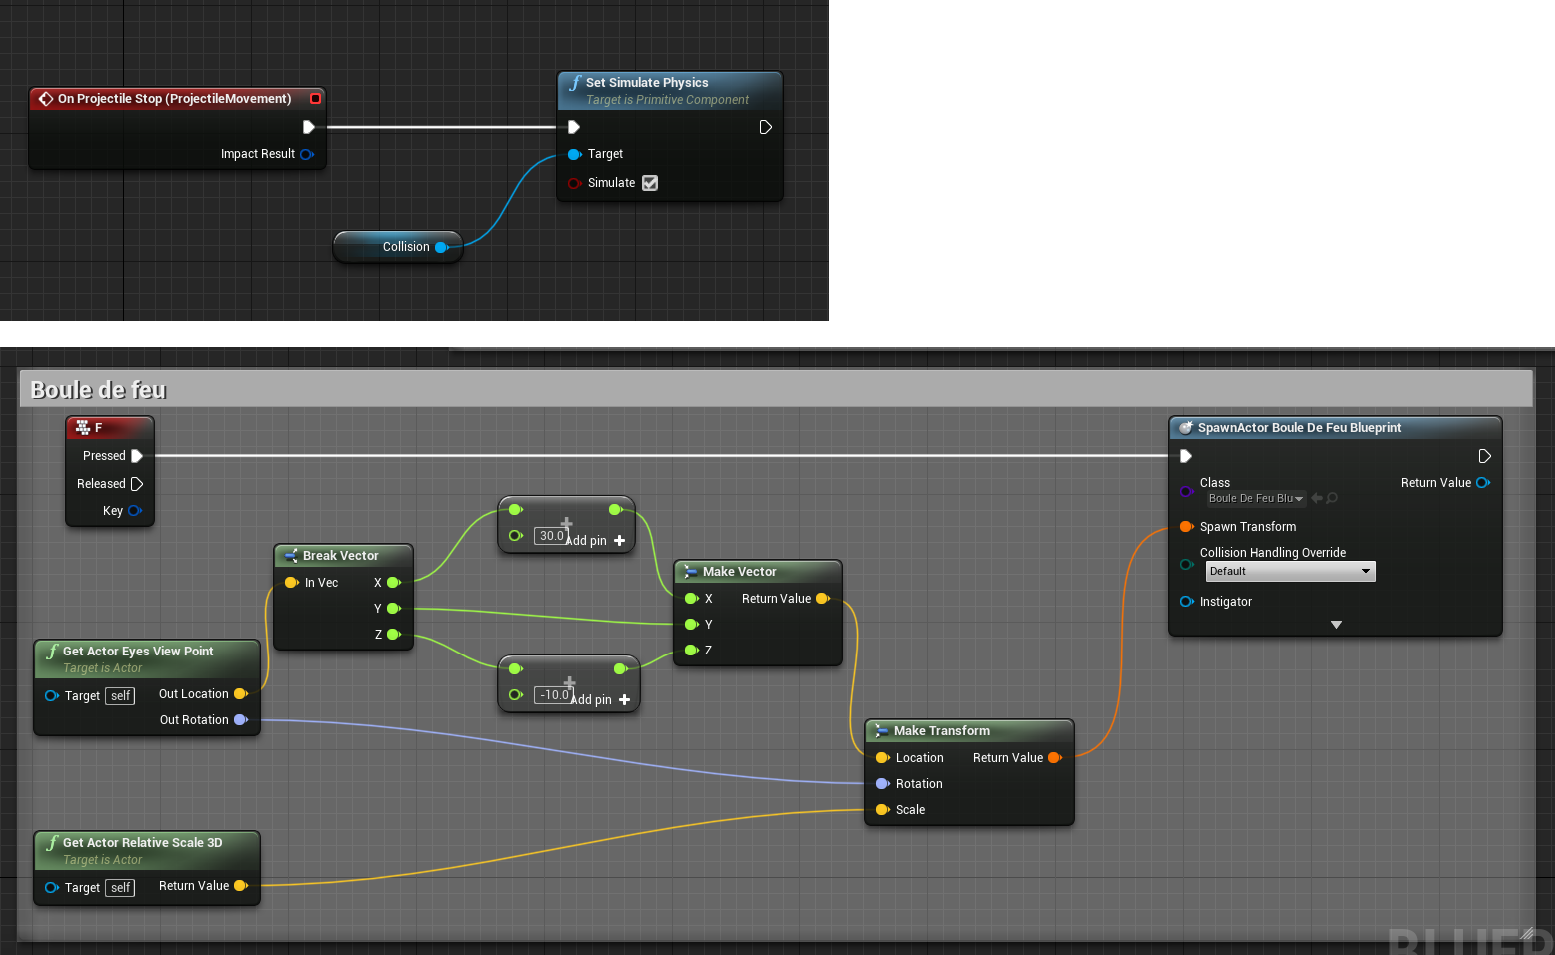 On Projectile Stop (ProjectileMovement)
Impact Result
Set Simulate Physics
Target is Primitive Component
Target
Simulate
Collision
Boule de feu
F
Pressed
Released
Key
Break Vector
In Vec X
Y
Z
Get Actor Eyes View Point
Target is Actor
Target self Out Location
Out Rotation
Get Actor Relative Scale 3D
Target is Actor
Target self Return Value
30.0 Add pin
-10.0 Add pin
Make Vector
X Return Value
Y
Z
Make Transform
Location Return Value
Rotation
Scale
SpawnActor Boule De Feu Blueprint
Class
Boule De Feu Blu
Return Value
Spawn Transform
Collision Handling Override
Default
Instigator
BLUEP